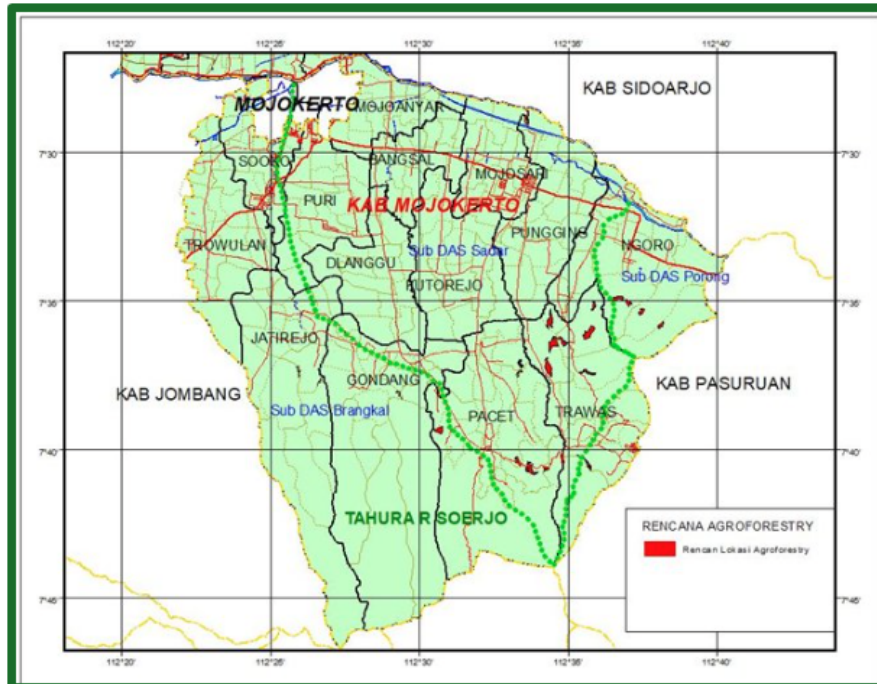 112°20' 112°25' 112°30' 112°35' 112°40'
KAB SIDOARJO
MOJOKERTO
MOJOANYAR
7°30' 7°30'
SOOKO
BANGSAL
MOJOSARI
PURI
KAB MOJOKERTO
PUNGGING
TROWULAN
NGORO
Sub DAS Sadar
DLANGGU
Sub DAS Porong
KUTOREJO
7°35' 7°35'
JATIREJO
GONDANG
KAB JOMBANG
KAB PASURUAN
Sub DAS Brangkal
PACET
TRAWAS
7°40' 7°40'
TAHURA R SOERJO
RENCANA AGROFORESTRY
Rencan Lokasi Agroforestry
7°45' 7°45'
112°20' 112°25' 112°30' 112°35' 112°40'